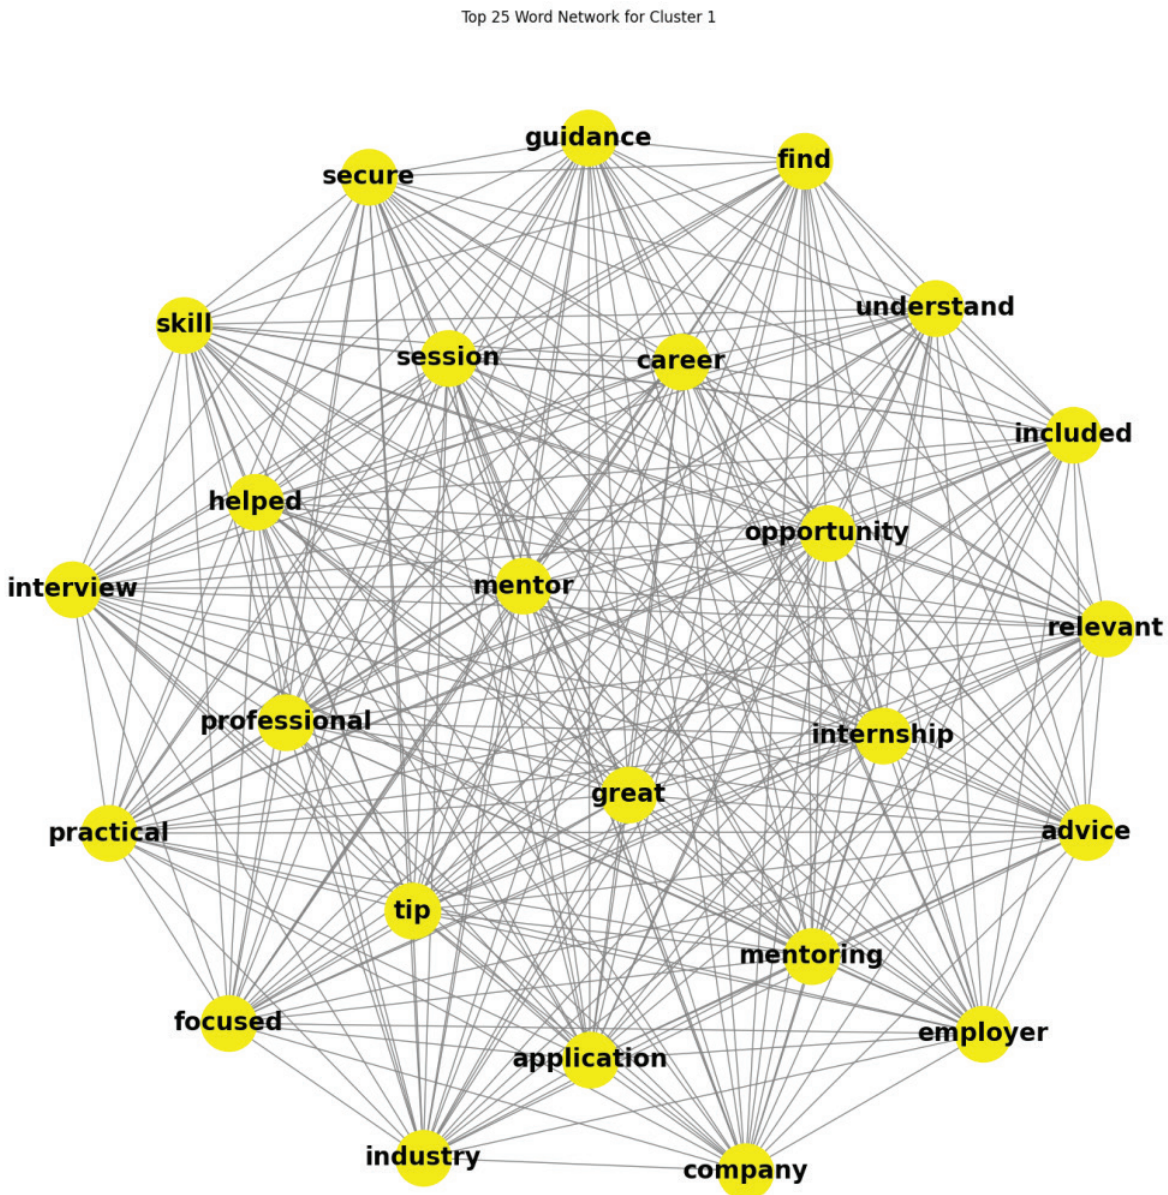 Top 25 Word Network for Cluster 1
guidance
find
secure
understand
skill
session
career
included
helped
opportunity
interview
mentor
relevant
professional
internship
great
practical
advice
tip
mentoring
focused
employer
application
industry
company